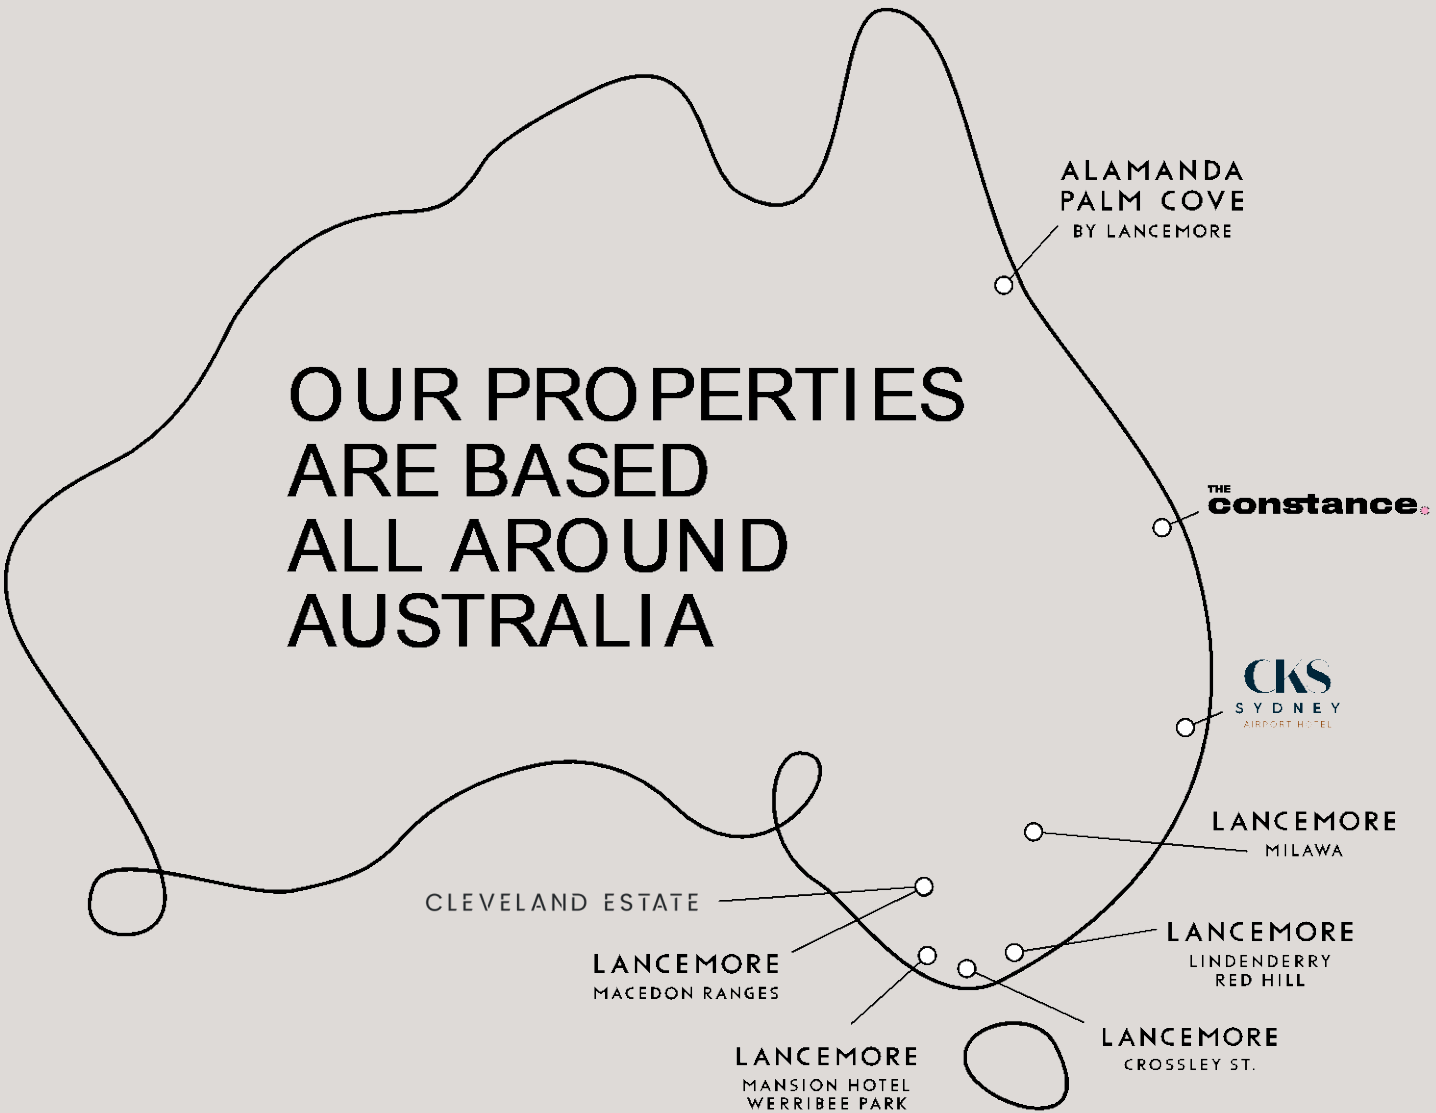 ALAMANDA
PALM COVE
BY LANCEMORE
OUR PROPERTIES
ARE BASED
ALL AROUND
AUSTRALIA
THE
constance.
CKS
SYDNEY
AIRPORT HOTEL
LANCEMORE
MILAWA
CLEVELAND ESTATE
LANCEMORE
MACEDON RANGES
LANCEMORE
LINDENDERRY
RED HILL
LANCEMORE
CROSSLEY ST.
LANCEMORE
MANSION HOTEL
WERRIBEE PARK